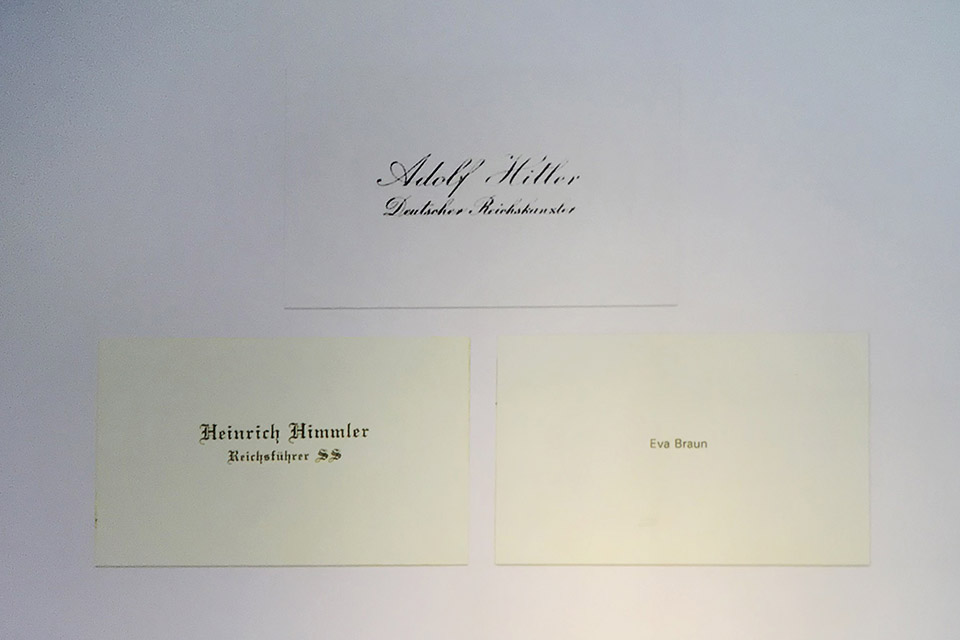 Adolf Hitler
Deutscher Reichskanzler
Heinrich Himmler
Reichsführer SS
Eva Braun